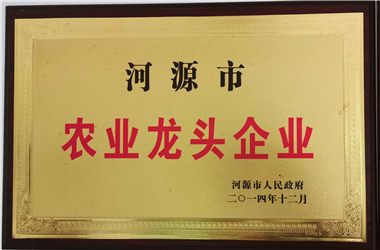 河源市
农业龙头企业
河源市人民政府
二〇一四年十二月